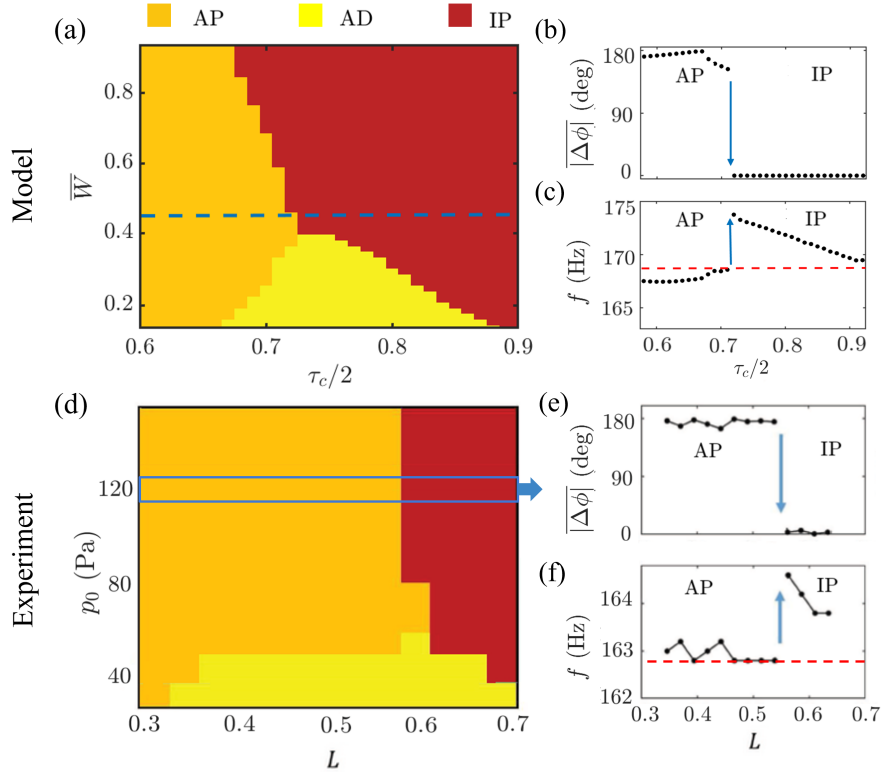 AP AD IP
(a)
Model
W̅
0.8
0.6
0.4
0.2
0.6 0.7 0.8 0.9
τ_c/2
(b)
|Δϕ| (deg)
180
90
0
AP IP
(c)
f (Hz)
175
170
165
AP IP
0.6 0.7 0.8 0.9
τ_c/2
(d)
Experiment
p_0 (Pa)
120
80
40
0.3 0.4 0.5 0.6 0.7
L
(e)
|Δϕ| (deg)
180
90
0
AP IP
(f)
f (Hz)
164
163
162
AP IP
0.3 0.4 0.5 0.6 0.7
L